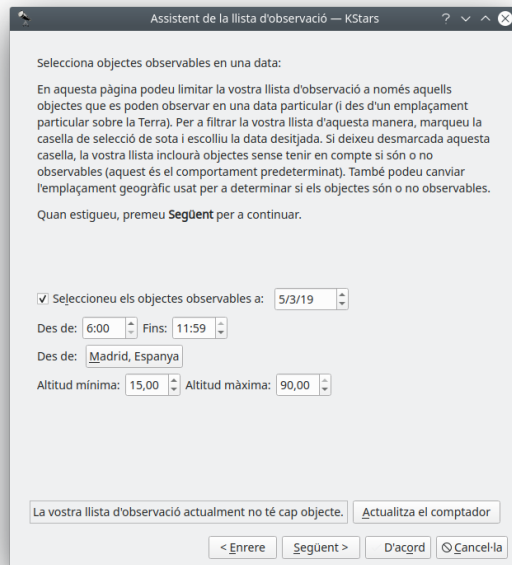 Assistent de la llista d'observació — KStars
Selecciona objectes observables en una data:
En aquesta pàgina podeu limitar la vostra llista d'observació a només aquells
objectes que es poden observar en una data particular (i des d'un emplaçament
particular sobre la Terra). Per a filtrar la vostra llista d'aquesta manera, marqueu la
casella de selecció de sota i escolliu la data desitjada. Si deixeu desmarcada aquesta
casella, la vostra llista inclourà objectes sense tenir en compte si són o no
observables (aquest és el comportament predeterminat). També podeu canviar
l'emplaçament geogràfic usat per a determinar si els objectes són o no observables.
Quan estigueu, premeu Següent per a continuar.
Seleccioneu els objectes observables a: 5/3/19
Des de: 6:00 Fins: 11:59
Des de: Madrid, Espanya
Altitud mínima: 15,00 Altitud màxima: 90,00
La vostra llista d'observació actualment no té cap objecte. Actualitza el comptador
< Enrere Següent > D'acord Cancel·la